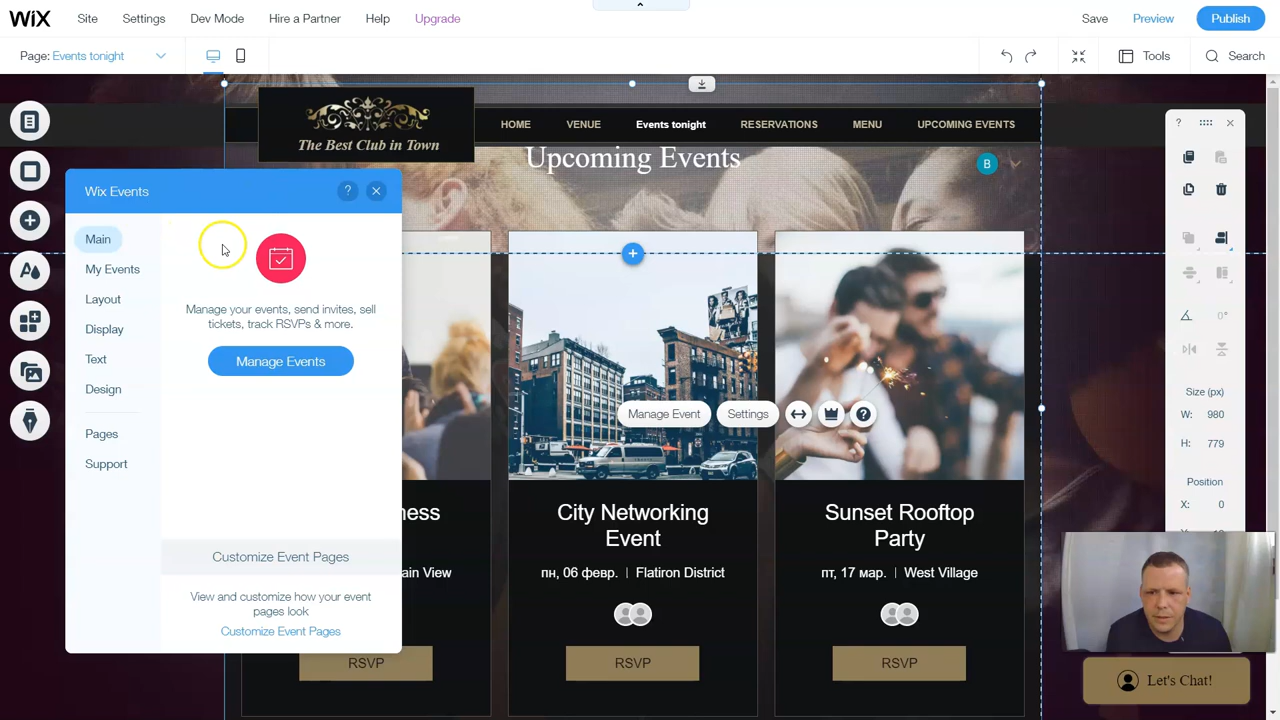 WiX Site Settings Dev Mode Hire a Partner Help Upgrade Save Preview Publish
Page: Events tonight Tools Search
The Best Club in Town
HOME VENUE Events tonight RESERVATIONS MENU UPCOMING EVENTS
Upcoming Events
B
Wix Events ?
Main
My Events
Layout
Display
Text
Design
Pages
Support
Manage your events, send invites, sell
tickets, track RSVPs & more.
Manage Events
Customize Event Pages
View and customize how your event
pages look
Customize Event Pages
Manage Event Settings ?
ness
ain View
RSVP
City Networking
Event
пн, 06 февр. | Flatiron District
RSVP
Sunset Rooftop
Party
пт, 17 мар. | West Village
RSVP
?
0°
Size (px)
W: 980
H: 779
Position
X: 0
Let's Chat!